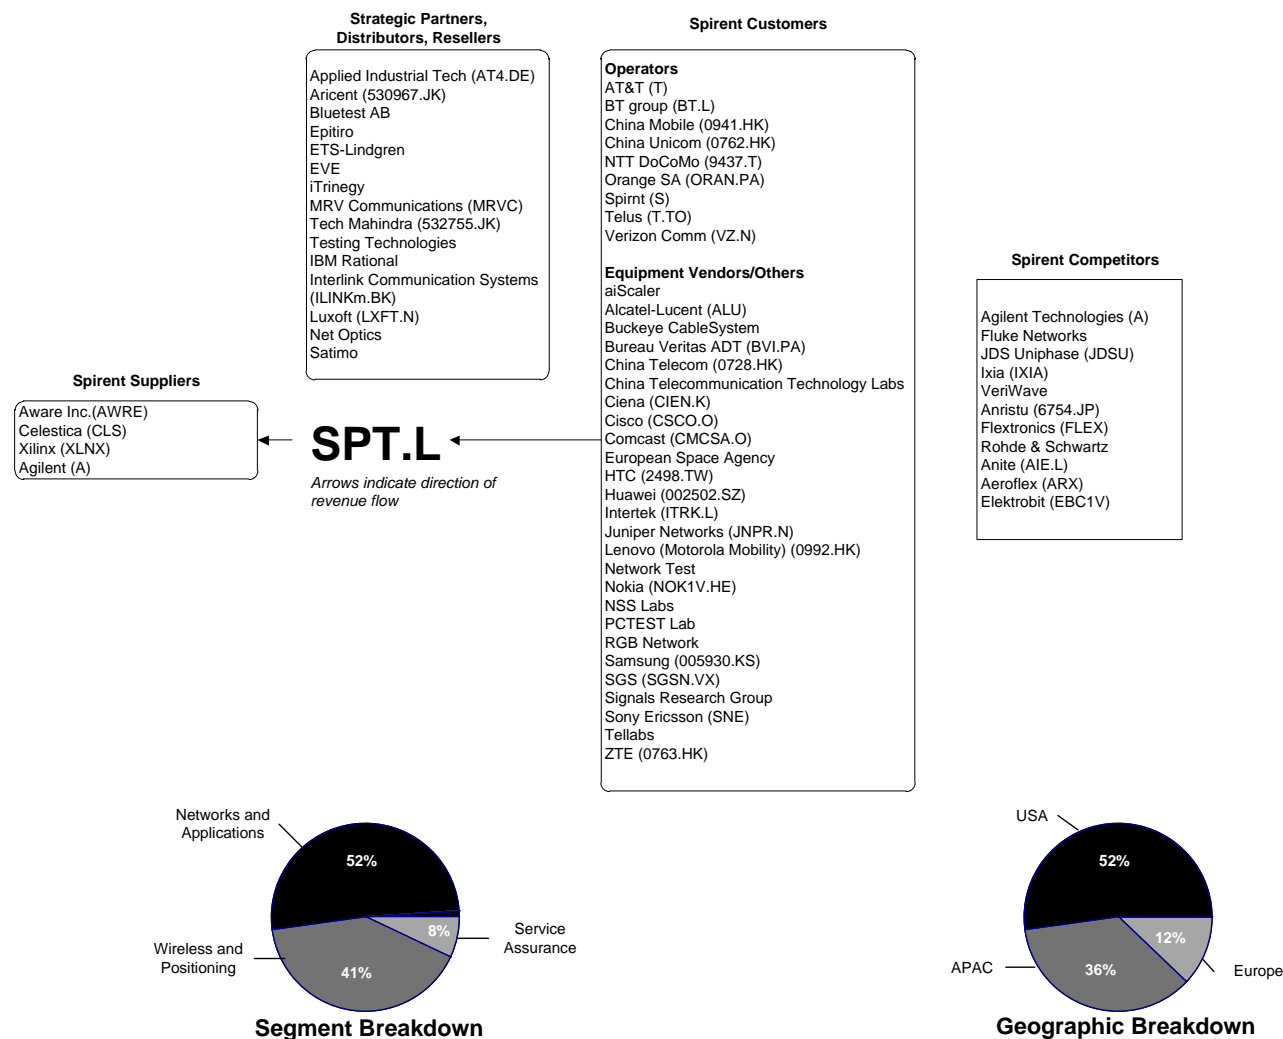 Strategic Partners,
Distributors, Resellers
Applied Industrial Tech (AT4.DE)
Aricent (530967.JK)
Bluetest AB
Epitiro
ETS-Lindgren
EVE
iTrinegy
MRV Communications (MRVC)
Tech Mahindra (532755.JK)
Testing Technologies
IBM Rational
Interlink Communication Systems
(ILINKm.BK)
Luxoft (LXFT.N)
Net Optics
Satimo
Spirent Customers
Operators
AT&T (T)
BT group (BT.L)
China Mobile (0941.HK)
China Unicom (0762.HK)
NTT DoCoMo (9437.T)
Orange SA (ORAN.PA)
Spirnt (S)
Telus (T.TO)
Verizon Comm (VZ.N)
Equipment Vendors/Others
aiScaler
Alcatel-Lucent (ALU)
Buckeye CableSystem
Bureau Veritas ADT (BVI.PA)
China Telecom (0728.HK)
China Telecommunication Technology Labs
Ciena (CIEN.K)
Cisco (CSCO.O)
Comcast (CMCSA.O)
European Space Agency
HTC (2498.TW)
Huawei (002502.SZ)
Intertek (ITRK.L)
Juniper Networks (JNPR.N)
Lenovo (Motorola Mobility) (0992.HK)
Network Test
Nokia (NOK1V.HE)
NSS Labs
PCTEST Lab
RGB Network
Samsung (005930.KS)
SGS (SGSN.VX)
Signals Research Group
Sony Ericsson (SNE)
Tellabs
ZTE (0763.HK)
Spirent Competitors
Agilent Technologies (A)
Fluke Networks
JDS Uniphase (JDSU)
Ixia (IXIA)
VeriWave
Anristu (6754.JP)
Flextronics (FLEX)
Rohde & Schwartz
Anite (AIE.L)
Aeroflex (ARX)
Elektrobit (EBC1V)
Spirent Suppliers
Aware Inc.(AWRE)
Celestica (CLS)
Xilinx (XLNX)
Agilent (A)
SPT.L
Arrows indicate direction of
revenue flow
Networks and
Applications
52%
Service
Assurance
8%
Wireless and
Positioning
41%
Segment Breakdown
USA
52%
12%
Europe
APAC
36%
Geographic Breakdown